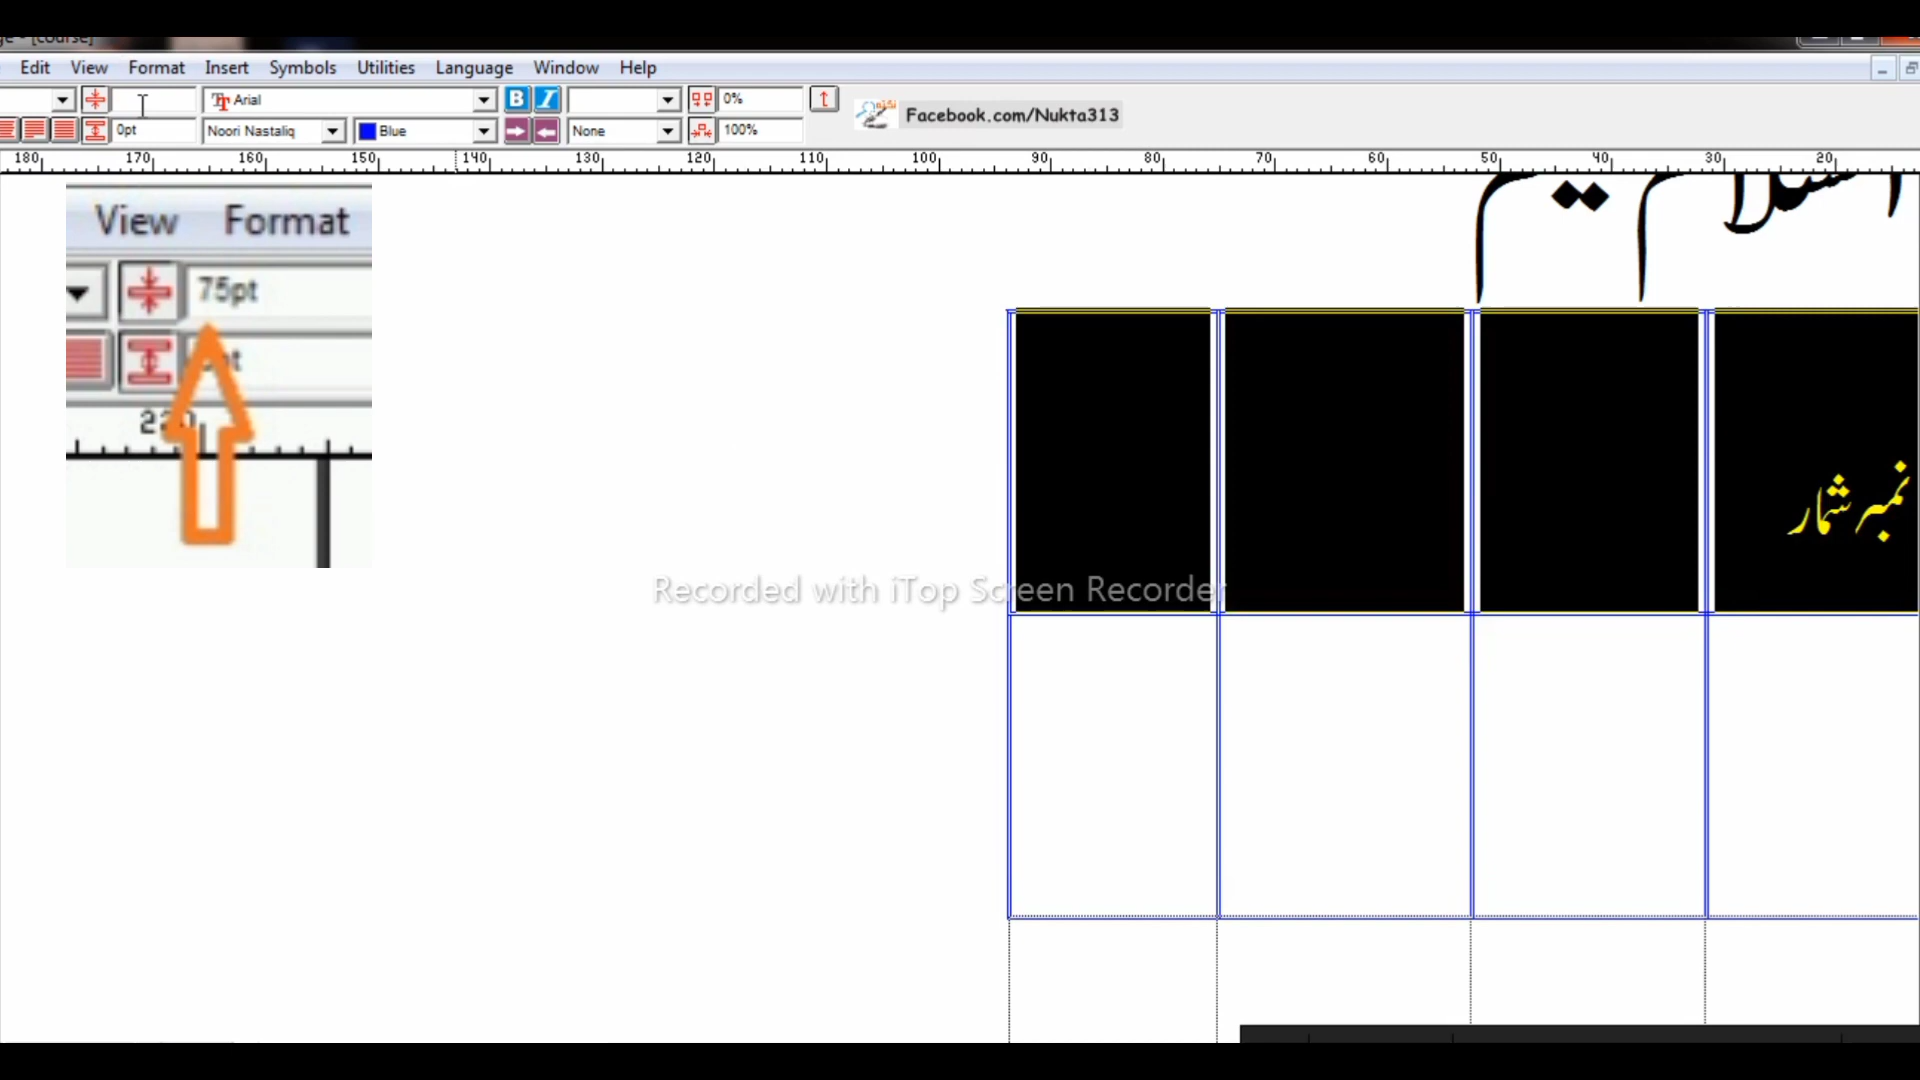 Edit View Format Insert Symbols Utilities Language Window Help
Arial B I 0% Facebook.com/Nukta313
0pt Noori Nastaliq Blue None 100%
180 170 160 150 140 130 120 110 100 90 80 70 60 50 40 30 20
View Format
75pt
نمبر شمار
Recorded with iTop Screen Recorder